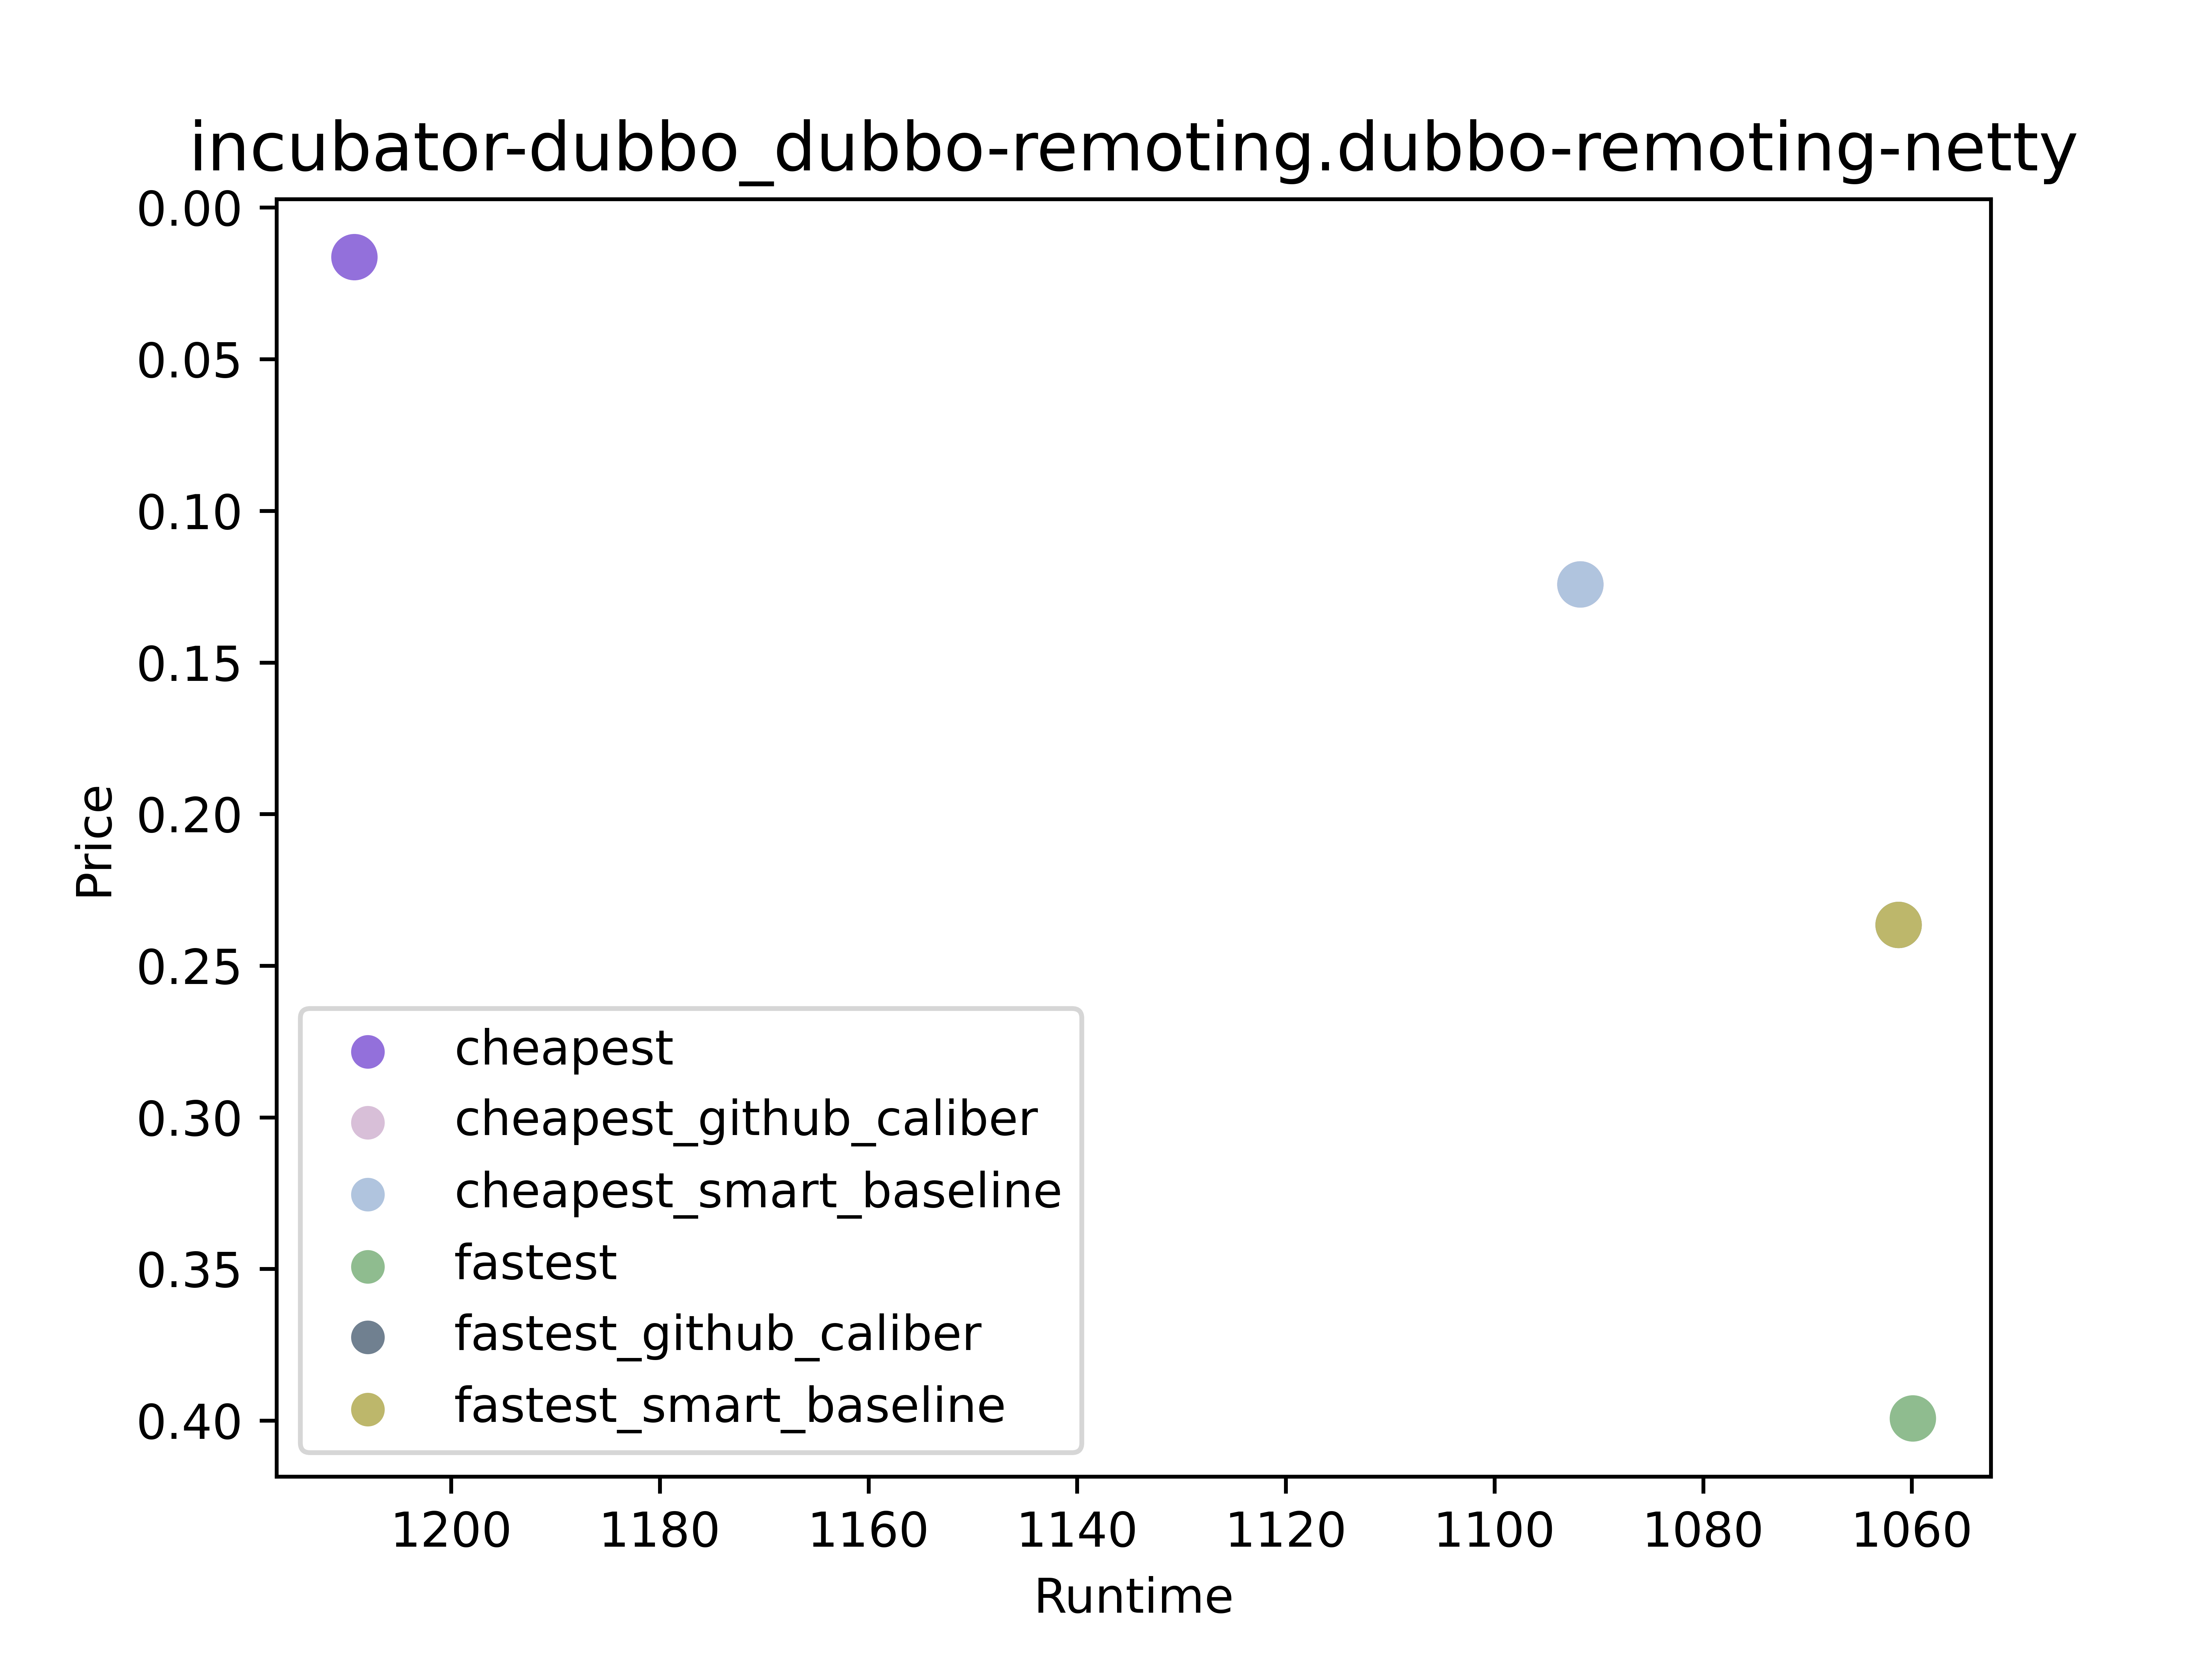 incubator-dubbo_dubbo-remoting.dubbo-remoting-netty
0.00
0.05
0.10
0.15
0.20
0.25
0.30
0.35
0.40
Price
cheapest
cheapest_github_caliber
cheapest_smart_baseline
fastest
fastest_github_caliber
fastest_smart_baseline
1200 1180 1160 1140 1120 1100 1080 1060
Runtime